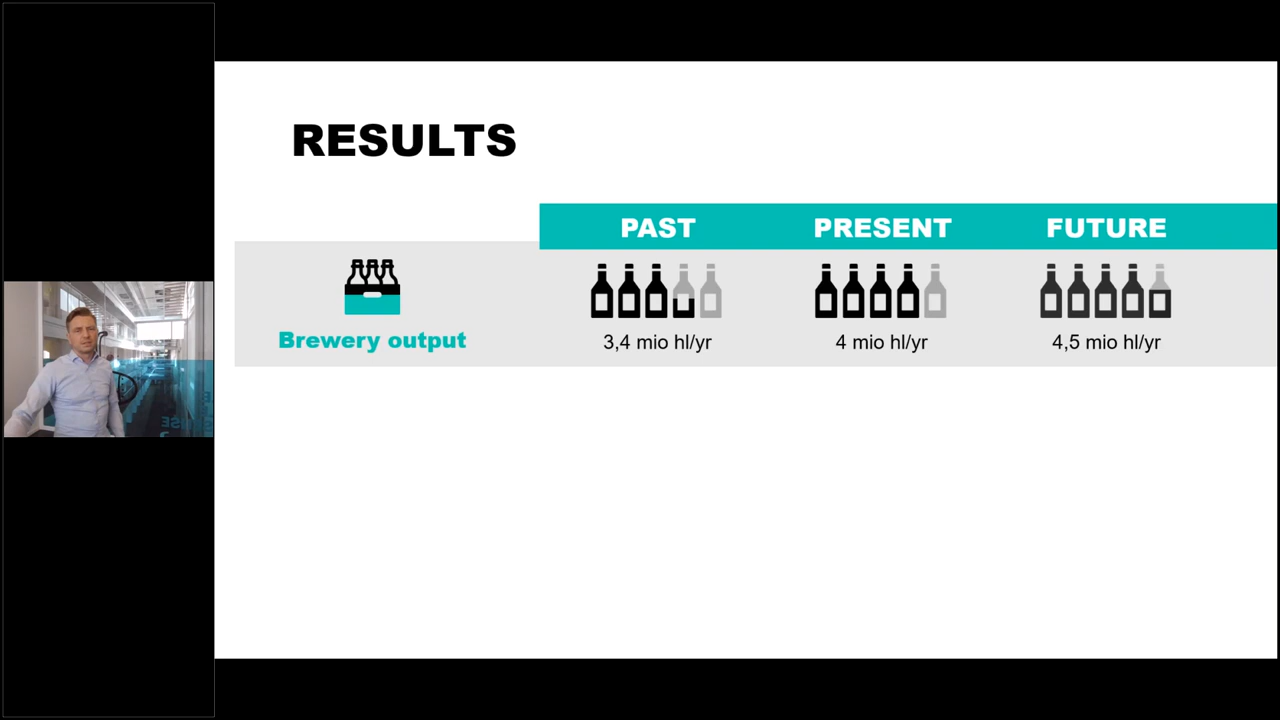 RESULTS
PAST PRESENT FUTURE
Brewery output 3,4 mio hl/yr 4 mio hl/yr 4,5 mio hl/yr